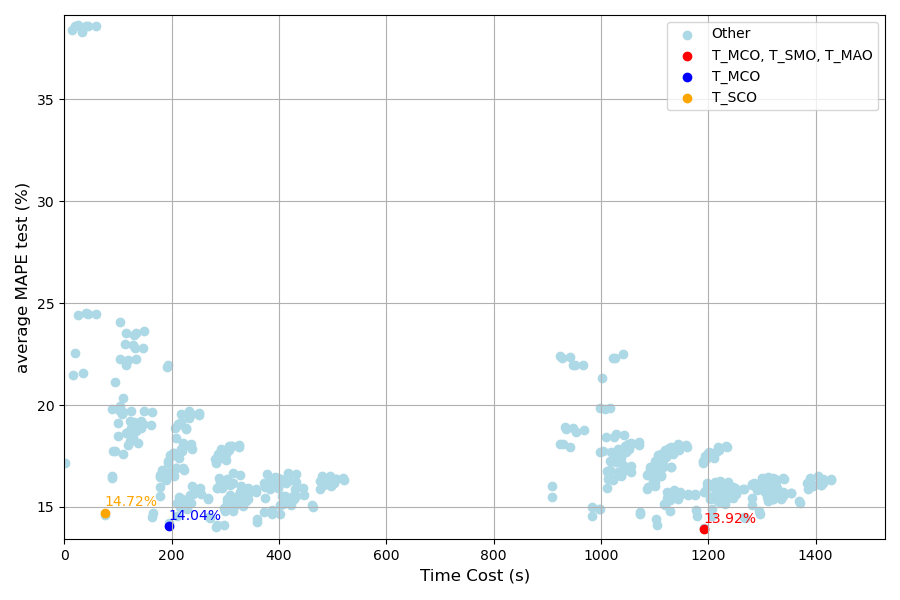 Other
T_MCO, T_SMO, T_MAO
T_MCO
T_SCO
average MAPE test (%)
35
30
25
20
15
14.72%
14.04%
13.92%
0
200
400
600
800
1000
1200
1400
Time Cost (s)